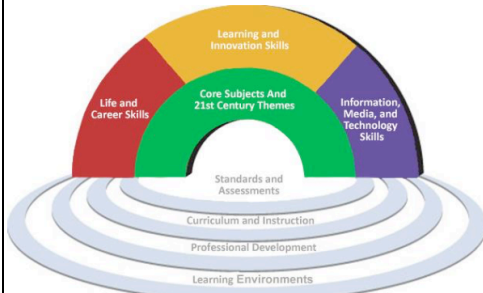 Learning and
Innovation Skills
Life and
Career Skills
Core Subjects And
21st Century Themes
Information,
Media, and
Technology
Skills
Standards and
Assessments
Curriculum and Instruction
Professional Development
Learning Environments